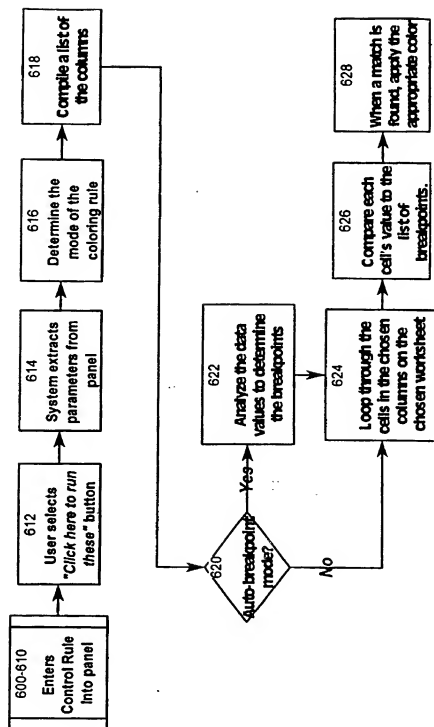 600-610
Enters
Control Rule
Into panel
612
User selects
"Click here to run
these" button
614
System extracts
parameters from
panel
616
Determine the
mode of the
coloring rule
618
Compile a list of
the columns
620
Auto-breakpoint
mode?
Yes
No
622
Analyze the data
values to determine
the breakpoints
624
Loop through the
cells in the chosen
columns on the
chosen worksheet
626
Compare each
cell's value to the
list of
breakpoints.
628
When a match is
found, apply the
appropriate color